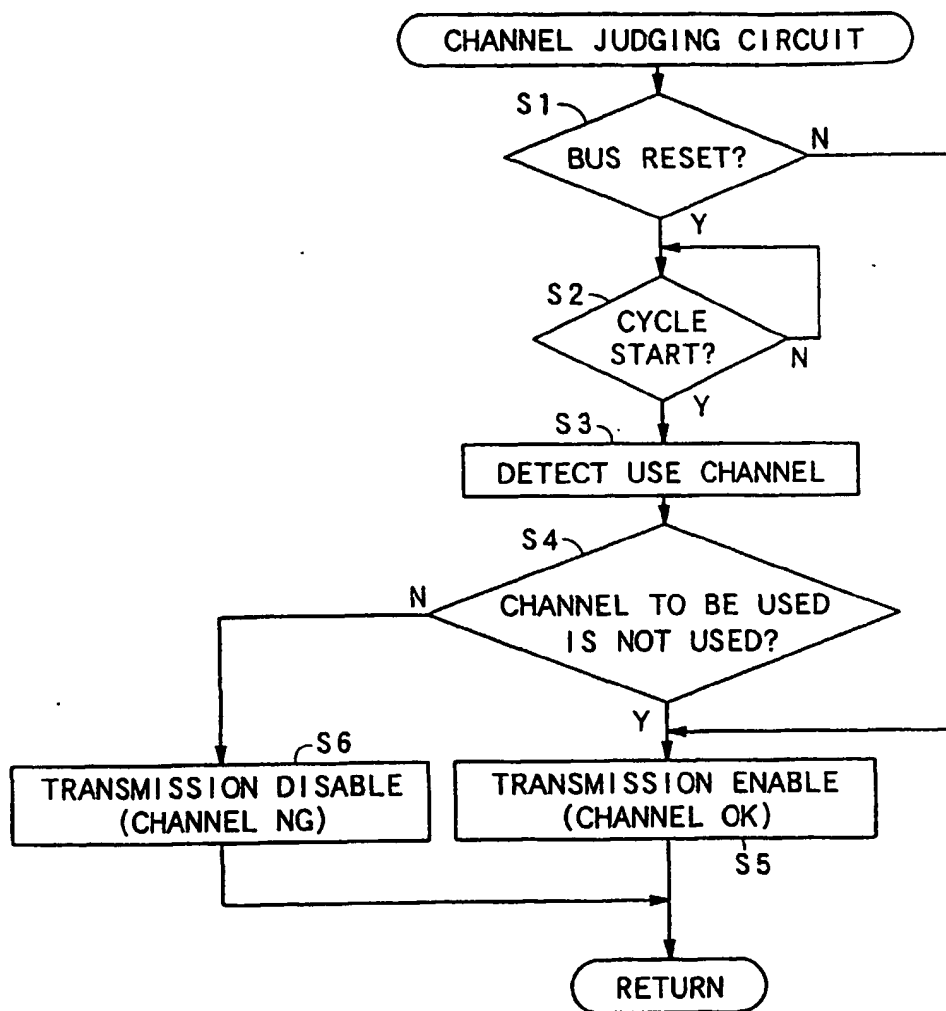 CHANNEL JUDGING CIRCUIT
S1
BUS RESET?
N
Y
S2
CYCLE
START?
N
Y
S3
DETECT USE CHANNEL
S4
N
CHANNEL TO BE USED
IS NOT USED?
Y
S6
TRANSMISSION DISABLE
(CHANNEL NG)
TRANSMISSION ENABLE
(CHANNEL OK)
S5
RETURN